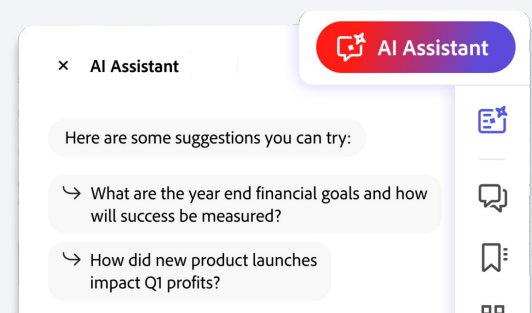 AI Assistant
× AI Assistant
Here are some suggestions you can try:
What are the year end financial goals and how
will success be measured?
How did new product launches
impact Q1 profits?